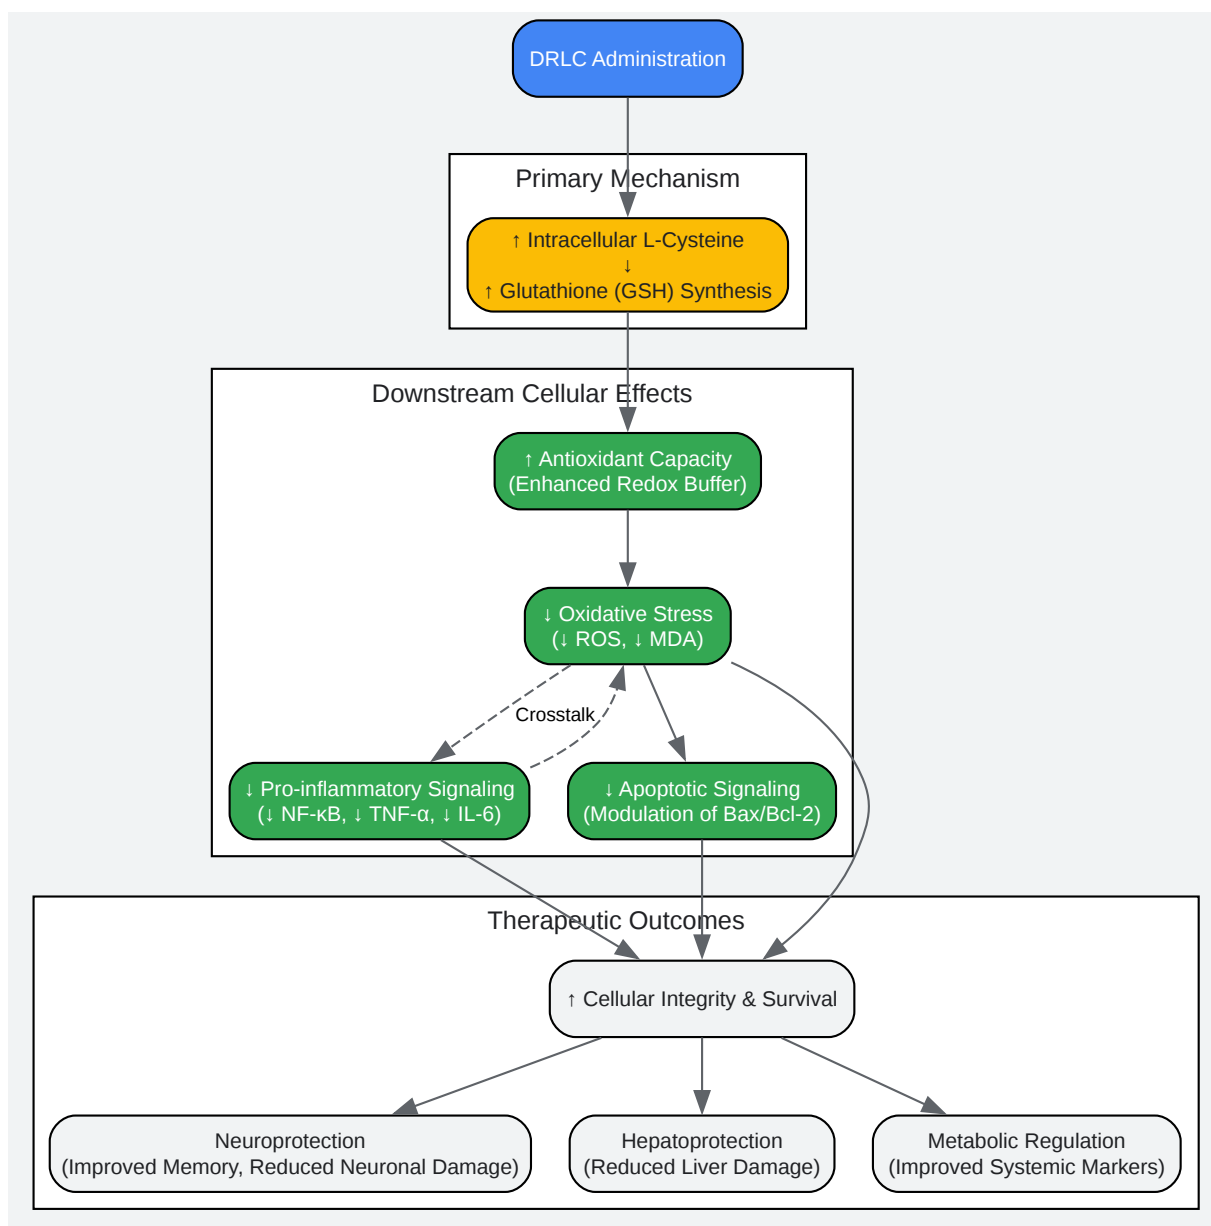 DRLC Administration
Primary Mechanism
↑ Intracellular L-Cysteine
↓
↑ Glutathione (GSH) Synthesis
Downstream Cellular Effects
↑ Antioxidant Capacity
(Enhanced Redox Buffer)
↓ Oxidative Stress
(↓ ROS, ↓ MDA)
Crosstalk
↓ Pro-inflammatory Signaling
(↓ NF-κB, ↓ TNF-α, ↓ IL-6)
↓ Apoptotic Signaling
(Modulation of Bax/Bcl-2)
Therapeutic Outcomes
↑ Cellular Integrity & Survival
Neuroprotection
(Improved Memory, Reduced Neuronal Damage)
Hepatoprotection
(Reduced Liver Damage)
Metabolic Regulation
(Improved Systemic Markers)